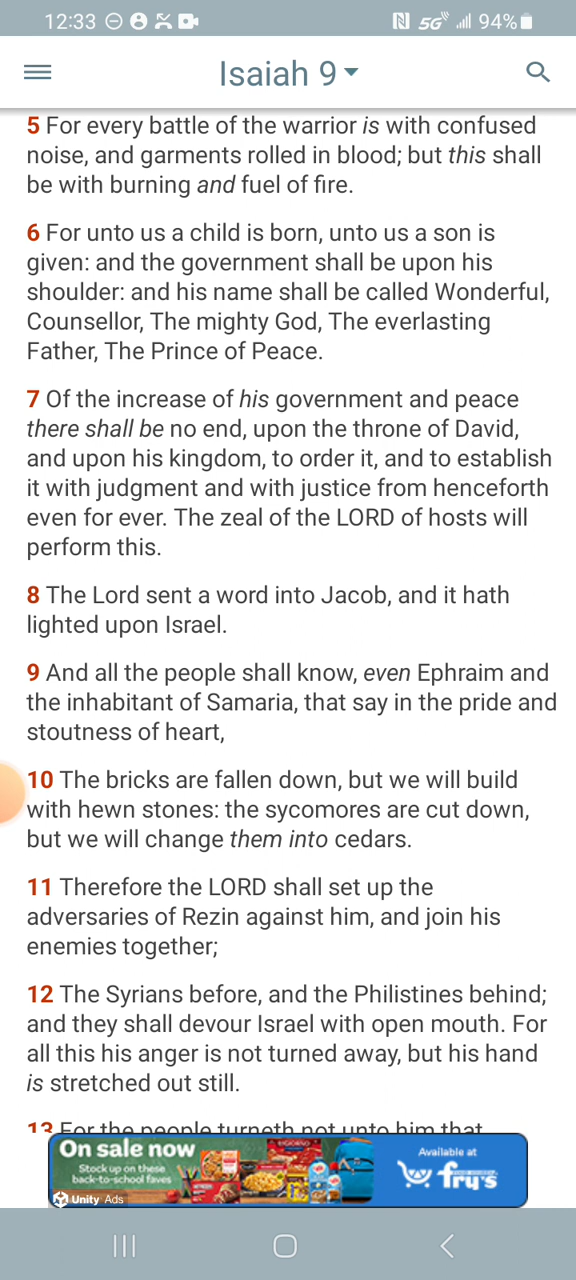 12:33
5G 94%
Isaiah 9
5 For every battle of the warrior is with confused
noise, and garments rolled in blood; but this shall
be with burning and fuel of fire.
6 For unto us a child is born, unto us a son is
given: and the government shall be upon his
shoulder: and his name shall be called Wonderful,
Counsellor, The mighty God, The everlasting
Father, The Prince of Peace.
7 Of the increase of his government and peace
there shall be no end, upon the throne of David,
and upon his kingdom, to order it, and to establish
it with judgment and with justice from henceforth
even for ever. The zeal of the LORD of hosts will
perform this.
8 The Lord sent a word into Jacob, and it hath
lighted upon Israel.
9 And all the people shall know, even Ephraim and
the inhabitant of Samaria, that say in the pride and
stoutness of heart,
10 The bricks are fallen down, but we will build
with hewn stones: the sycomores are cut down,
but we will change them into cedars.
11 Therefore the LORD shall set up the
adversaries of Rezin against him, and join his
enemies together;
12 The Syrians before, and the Philistines behind;
and they shall devour Israel with open mouth. For
all this his anger is not turned away, but his hand
is stretched out still.
13 For the people turneth not unto him that
On sale now
Stock up on these
back-to-school faves
Available at
fry's
Unity Ads